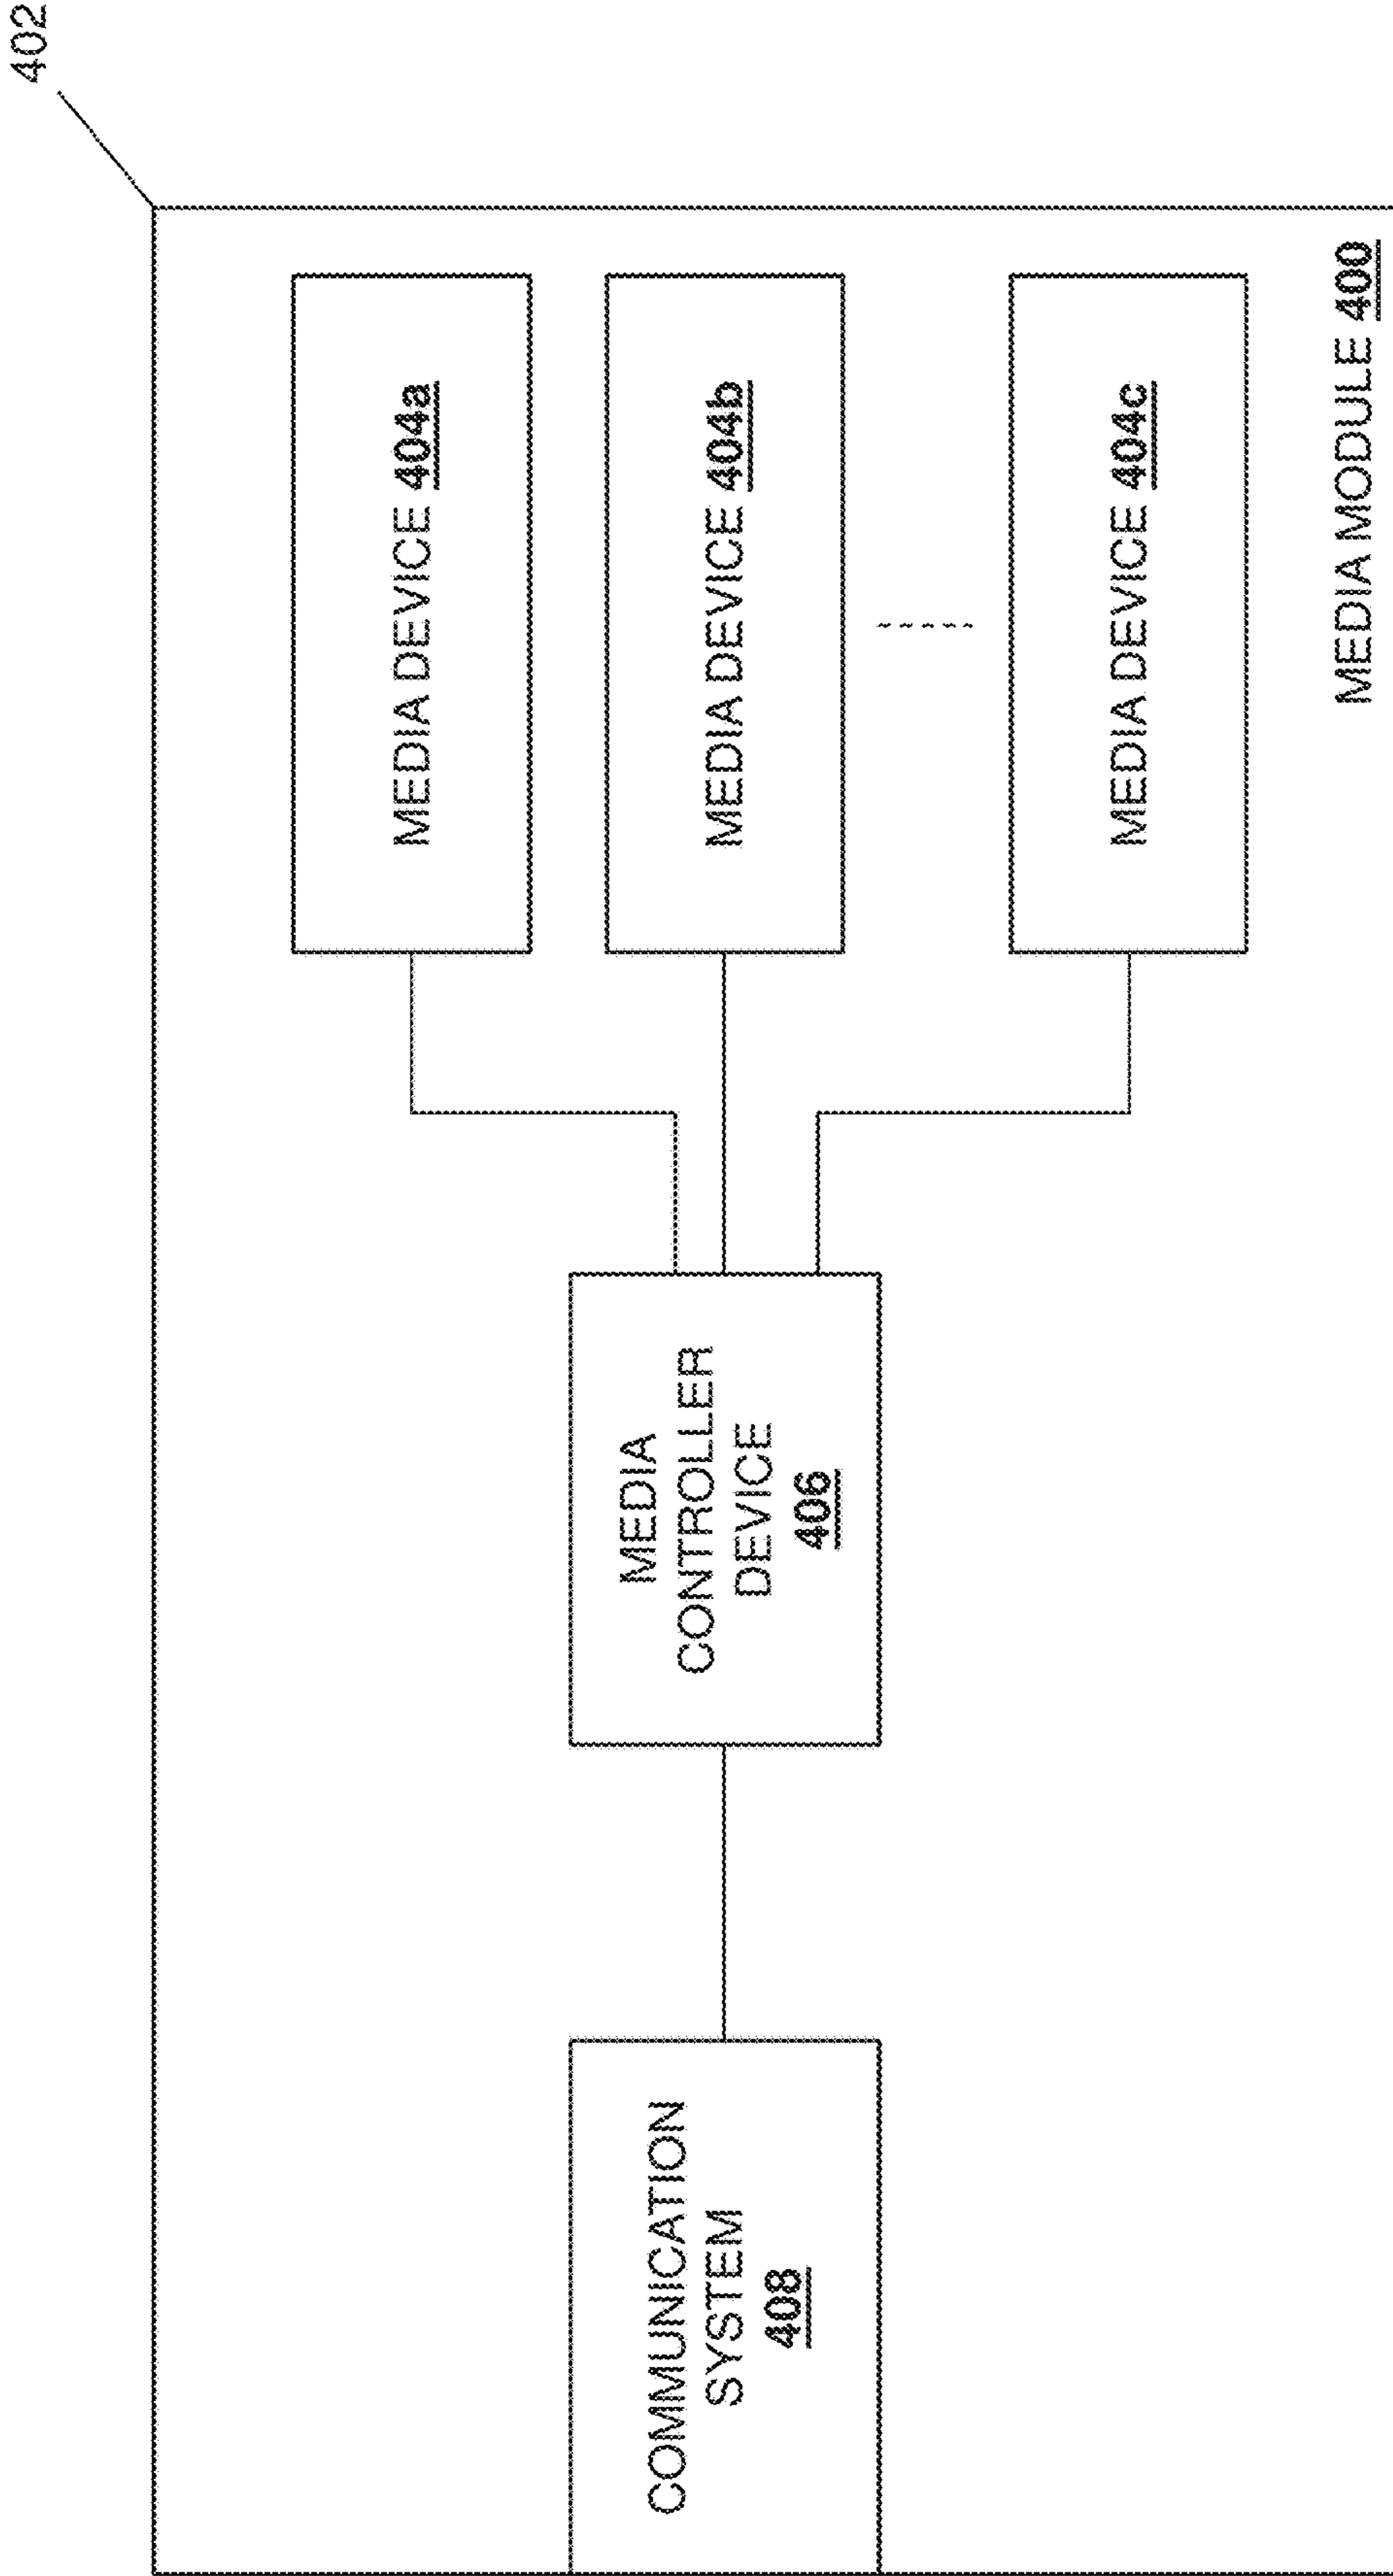 402
MEDIA DEVICE 404a
MEDIA DEVICE 404b
MEDIA DEVICE 404c
MEDIA
CONTROLLER
DEVICE
406
COMMUNICATION
SYSTEM
408
MEDIA MODULE 400